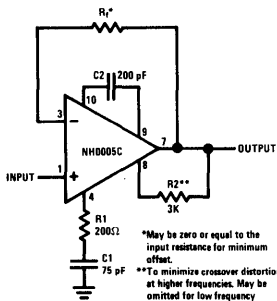 Rf*
C2
200 pF
3
10
9
7
NH0005C
OUTPUT
8
INPUT
1
4
R2**
3K
R1
200Ω
C1
75 pF
*May be zero or equal to the
input resistance for minimum
offset.
**To minimize crossover distortio
at higher frequencies. May be
omitted for low frequency